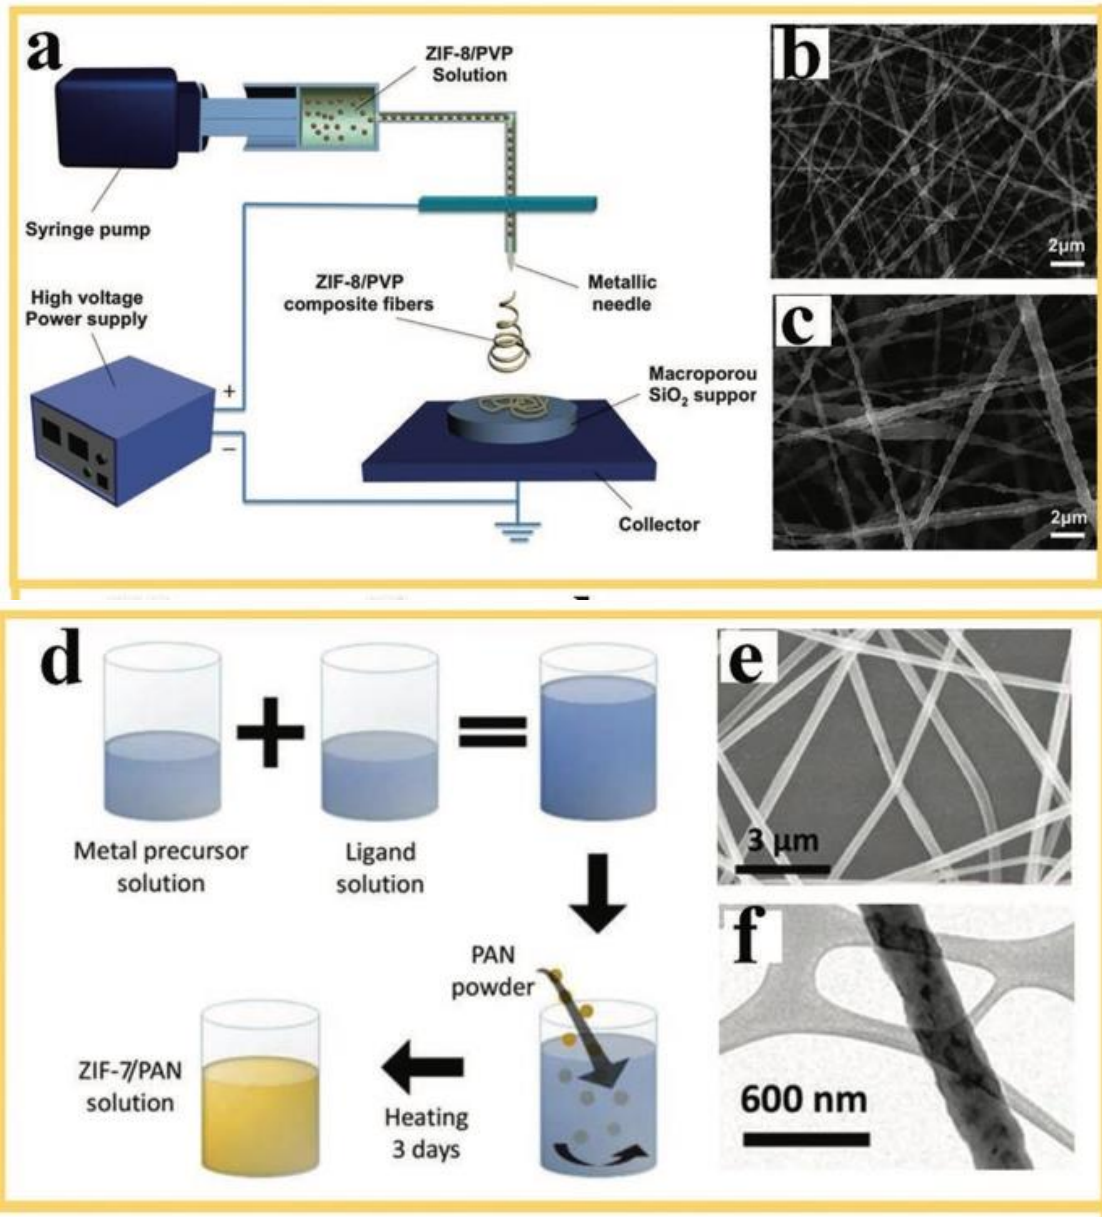 a
ZIF-8/PVP
Solution
Syringe pump
High voltage
Power supply
ZIF-8/PVP
composite fibers
Metallic
needle
+
−
Macroporou
SiO₂ suppor
Collector
b
2μm
c
2μm
d
Metal precursor
solution
+
Ligand
solution
=
PAN
powder
Heating
3 days
ZIF-7/PAN
solution
e
3 μm
f
600 nm